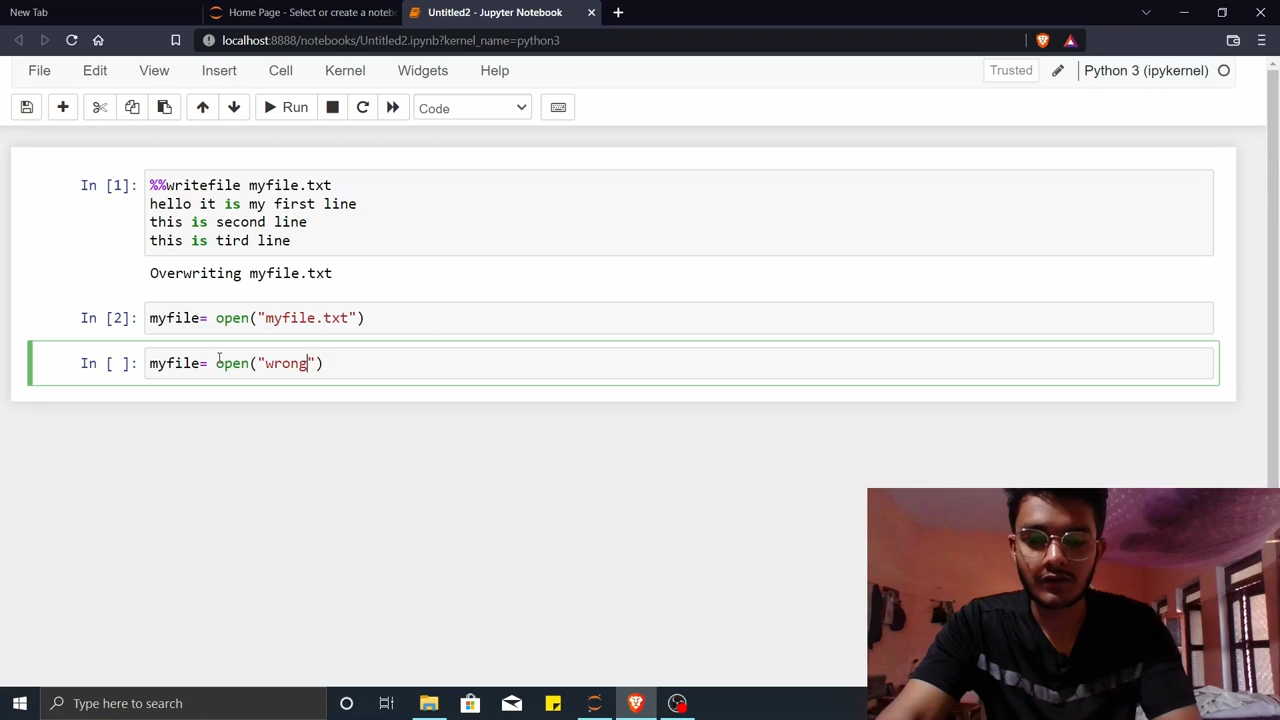 New Tab
Home Page - Select or create a noteb
Untitled2 - Jupyter Notebook
localhost:8888/notebooks/Untitled2.ipynb?kernel_name=python3
File Edit View Insert Cell Kernel Widgets Help
Trusted
Python 3 (ipykernel)
Run
Code
In [1]:
%%writefile myfile.txt
hello it is my first line
this is second line
this is tird line
Overwriting myfile.txt
In [2]: myfile= open("myfile.txt")
In [ ]: myfile= open("wrong")
Type here to search